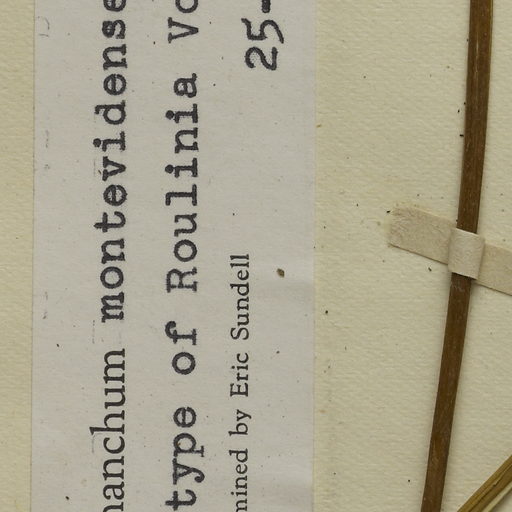 nanchum montevidense
type of Roulinia Vo
mined by Eric Sundell 25-